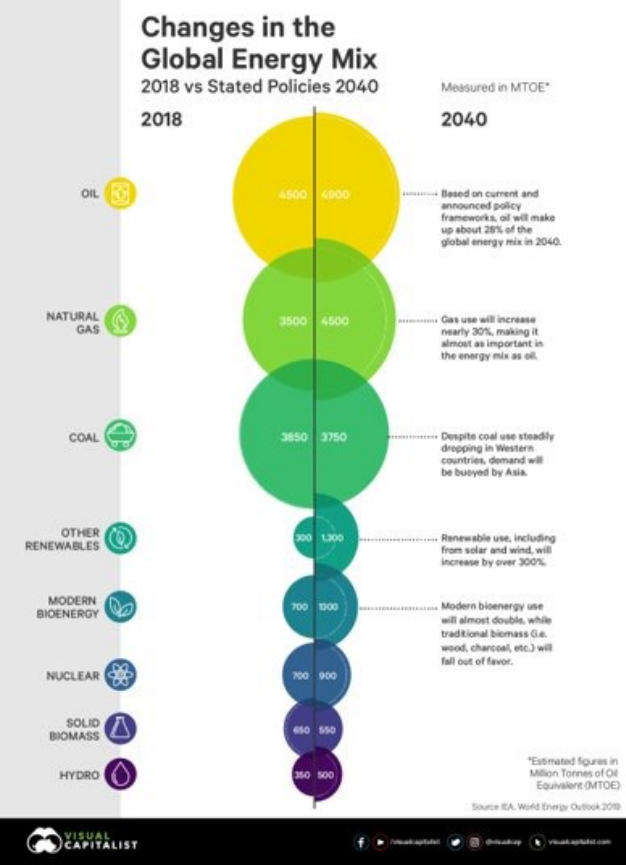 Changes in the
Global Energy Mix
2018 vs Stated Policies 2040
Measured in MTOE*
2018
2040
OIL
4500
4900
Based on current and
announced policy
frameworks, oil will make
up about 28% of the
global energy mix in 2040.
NATURAL
GAS
3500
4500
Gas use will increase
nearly 30%, making it
almost as important in
the energy mix as oil.
COAL
3850
3750
Despite coal use steadily
dropping in Western
countries, demand will
be buoyed by Asia.
OTHER
RENEWABLES
300
1,300
Renewable use, including
from solar and wind, will
increase by over 300%.
MODERN
BIOENERGY
700
1300
Modern bioenergy use
will almost double, while
traditional biomass (i.e.
wood, charcoal, etc.) will
fall out of favor.
NUCLEAR
700
900
SOLID
BIOMASS
650
550
HYDRO
350
500
*Estimated figures in
Million Tonnes of Oil
Equivalent (MTOE)
Source IEA, World Energy Outlook 2019
VISUAL
CAPITALIST
/visualcapitalist
@visualcap
visualcapitalist.com